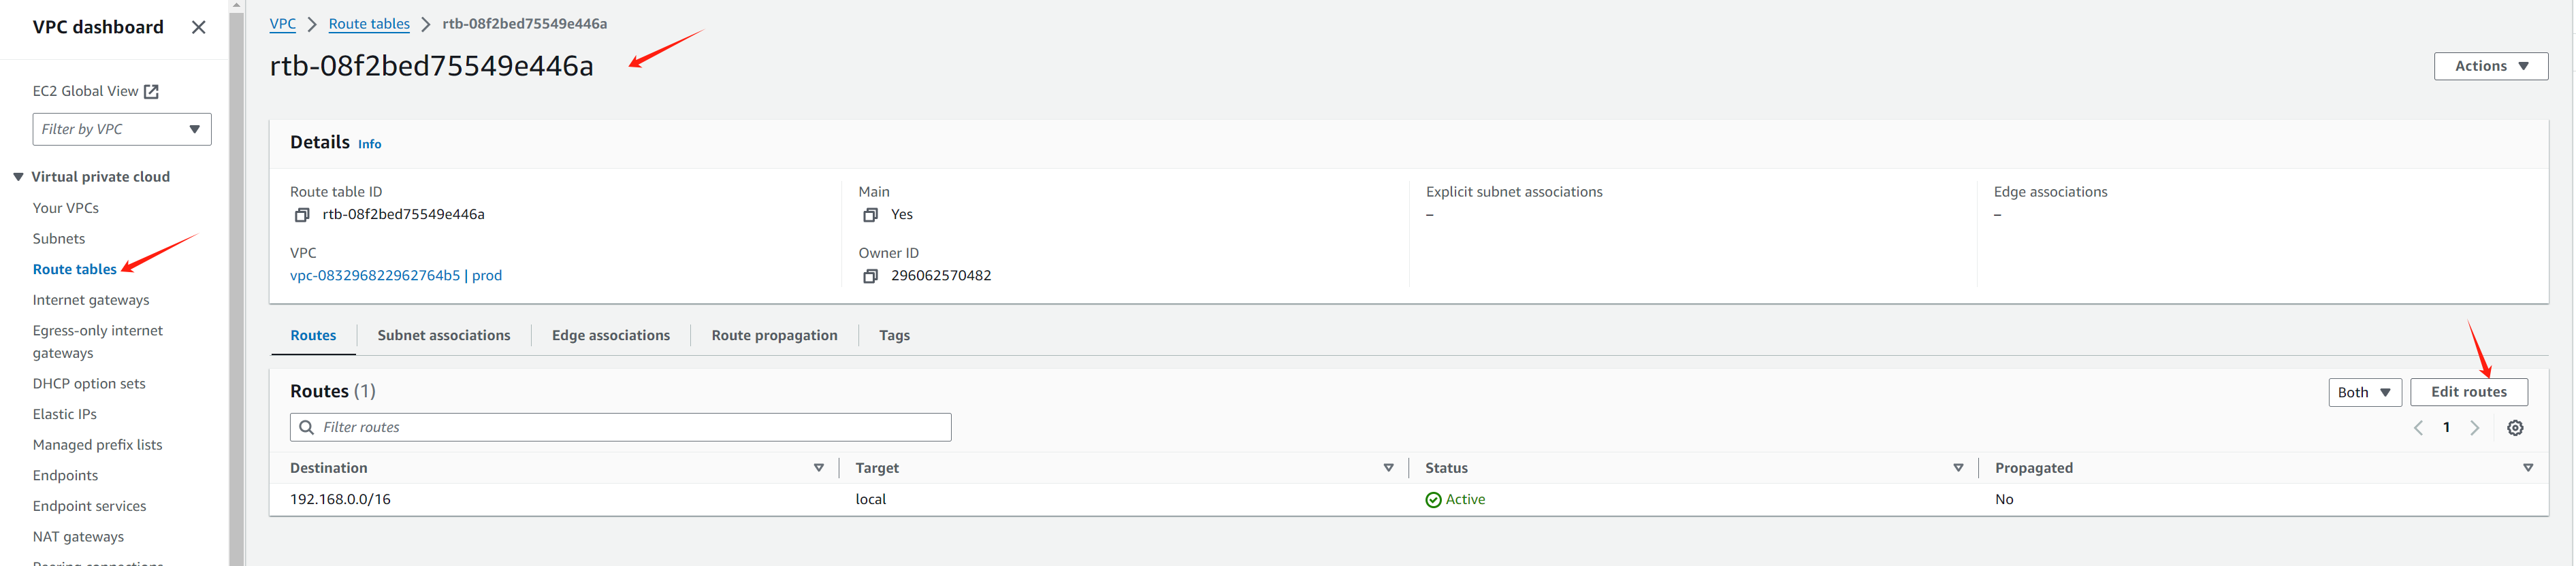 VPC dashboard
EC2 Global View
Filter by VPC
Virtual private cloud
Your VPCs
Subnets
Route tables
Internet gateways
Egress-only internet
gateways
DHCP option sets
Elastic IPs
Managed prefix lists
Endpoints
Endpoint services
NAT gateways
VPC Route tables rtb-08f2bed75549e446a
rtb-08f2bed75549e446a
Actions
Details Info
Route table ID
rtb-08f2bed75549e446a
Main
Yes
Explicit subnet associations
–
Edge associations
–
VPC
vpc-083296822962764b5 | prod
Owner ID
296062570482
Routes Subnet associations Edge associations Route propagation Tags
Routes (1)
Both Edit routes
Filter routes
1
Destination Target Status Propagated
192.168.0.0/16 local Active No